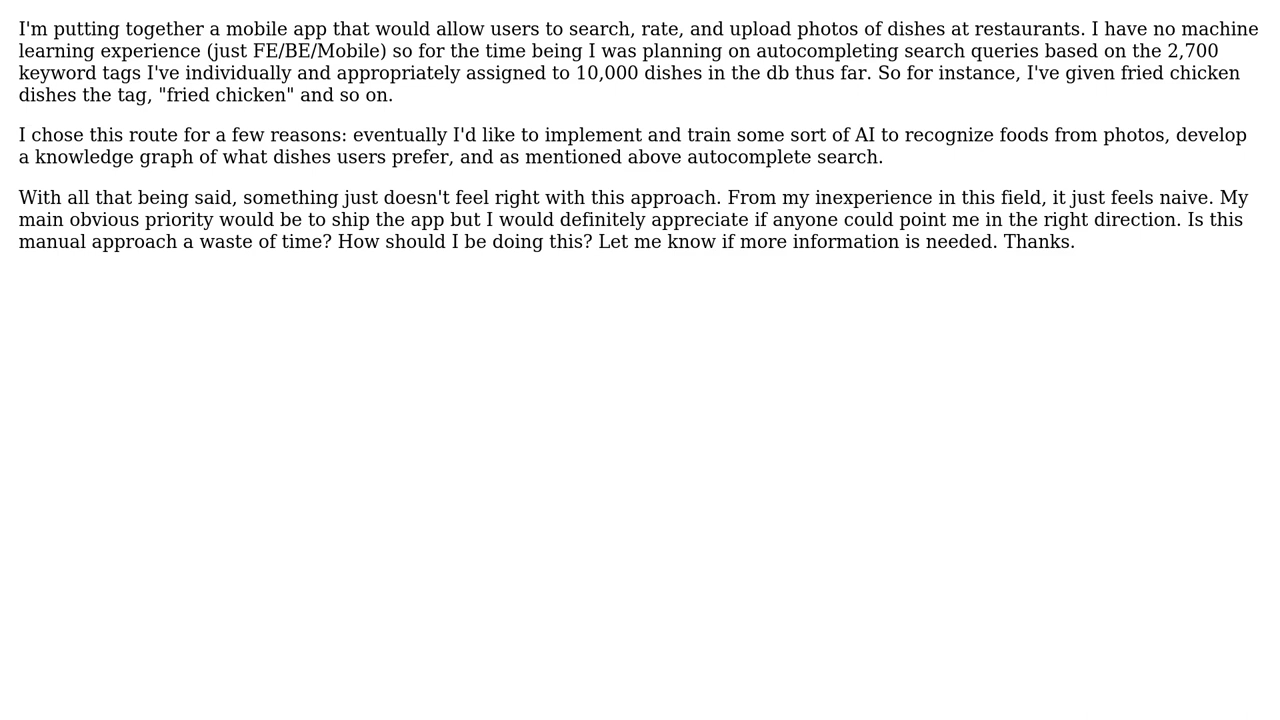 I'm putting together a mobile app that would allow users to search, rate, and upload photos of dishes at restaurants. I have no machine
learning experience (just FE/BE/Mobile) so for the time being I was planning on autocompleting search queries based on the 2,700
keyword tags I've individually and appropriately assigned to 10,000 dishes in the db thus far. So for instance, I've given fried chicken
dishes the tag, "fried chicken" and so on.
I chose this route for a few reasons: eventually I'd like to implement and train some sort of AI to recognize foods from photos, develop
a knowledge graph of what dishes users prefer, and as mentioned above autocomplete search.
With all that being said, something just doesn't feel right with this approach. From my inexperience in this field, it just feels naive. My
main obvious priority would be to ship the app but I would definitely appreciate if anyone could point me in the right direction. Is this
manual approach a waste of time? How should I be doing this? Let me know if more information is needed. Thanks.